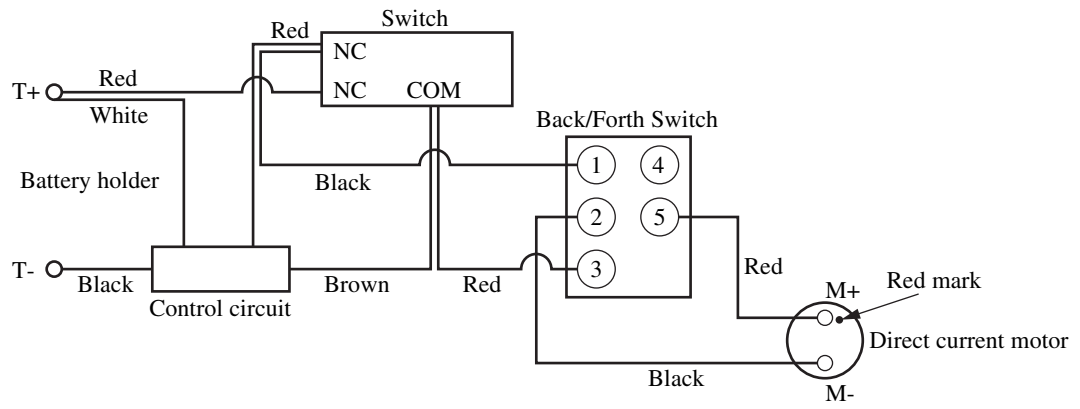 Switch
Red
NC
Red
T+
NC COM
White
Back/Forth Switch
1 4
Battery holder
Black
2 5
T-
Black
Brown
Red
3
Red
Control circuit
M+
Red mark
Direct current motor
Black
M-